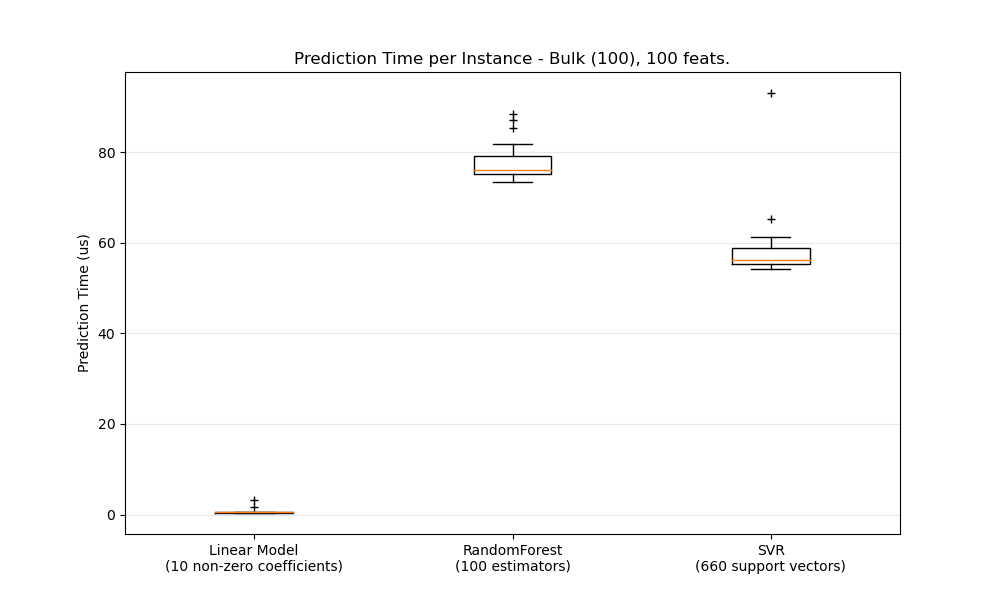 Prediction Time per Instance - Bulk (100), 100 feats.
Prediction Time (us)
80
60
40
20
0
Linear Model
(10 non-zero coefficients)
RandomForest
(100 estimators)
SVR
(660 support vectors)